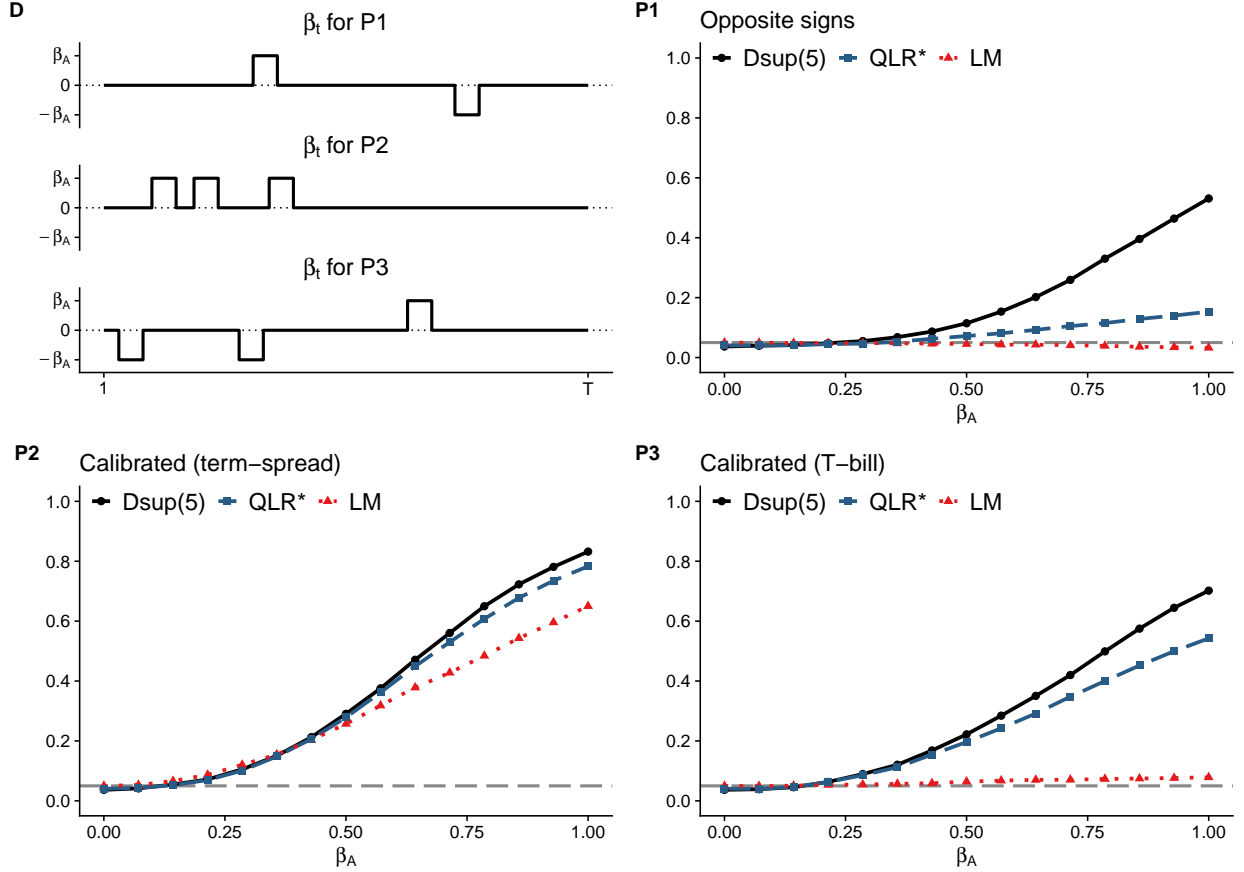 D
βt for P1
βA
0
−βA
βt for P2
βA
0
−βA
βt for P3
βA
0
−βA
1 T
P1
Opposite signs
Dsup(5) QLR* LM
1.0
0.8
0.6
0.4
0.2
0.0
0.00 0.25 0.50 0.75 1.00
βA
P2
Calibrated (term−spread)
Dsup(5) QLR* LM
1.0
0.8
0.6
0.4
0.2
0.0
0.00 0.25 0.50 0.75 1.00
βA
P3
Calibrated (T−bill)
Dsup(5) QLR* LM
1.0
0.8
0.6
0.4
0.2
0.0
0.00 0.25 0.50 0.75 1.00
βA